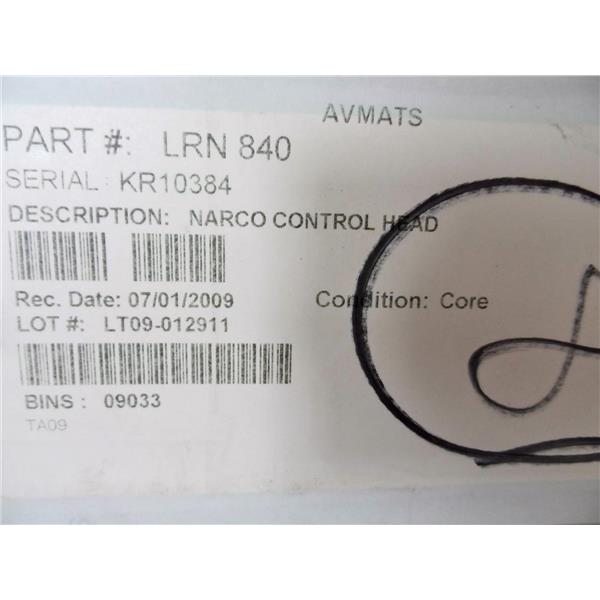 AVMATS
PART #: LRN 840
SERIAL: KR10384
DESCRIPTION: NARCO CONTROL HEAD
Rec. Date: 07/01/2009 Condition: Core
LOT #: LT09-012911
BINS : 09033
TA09